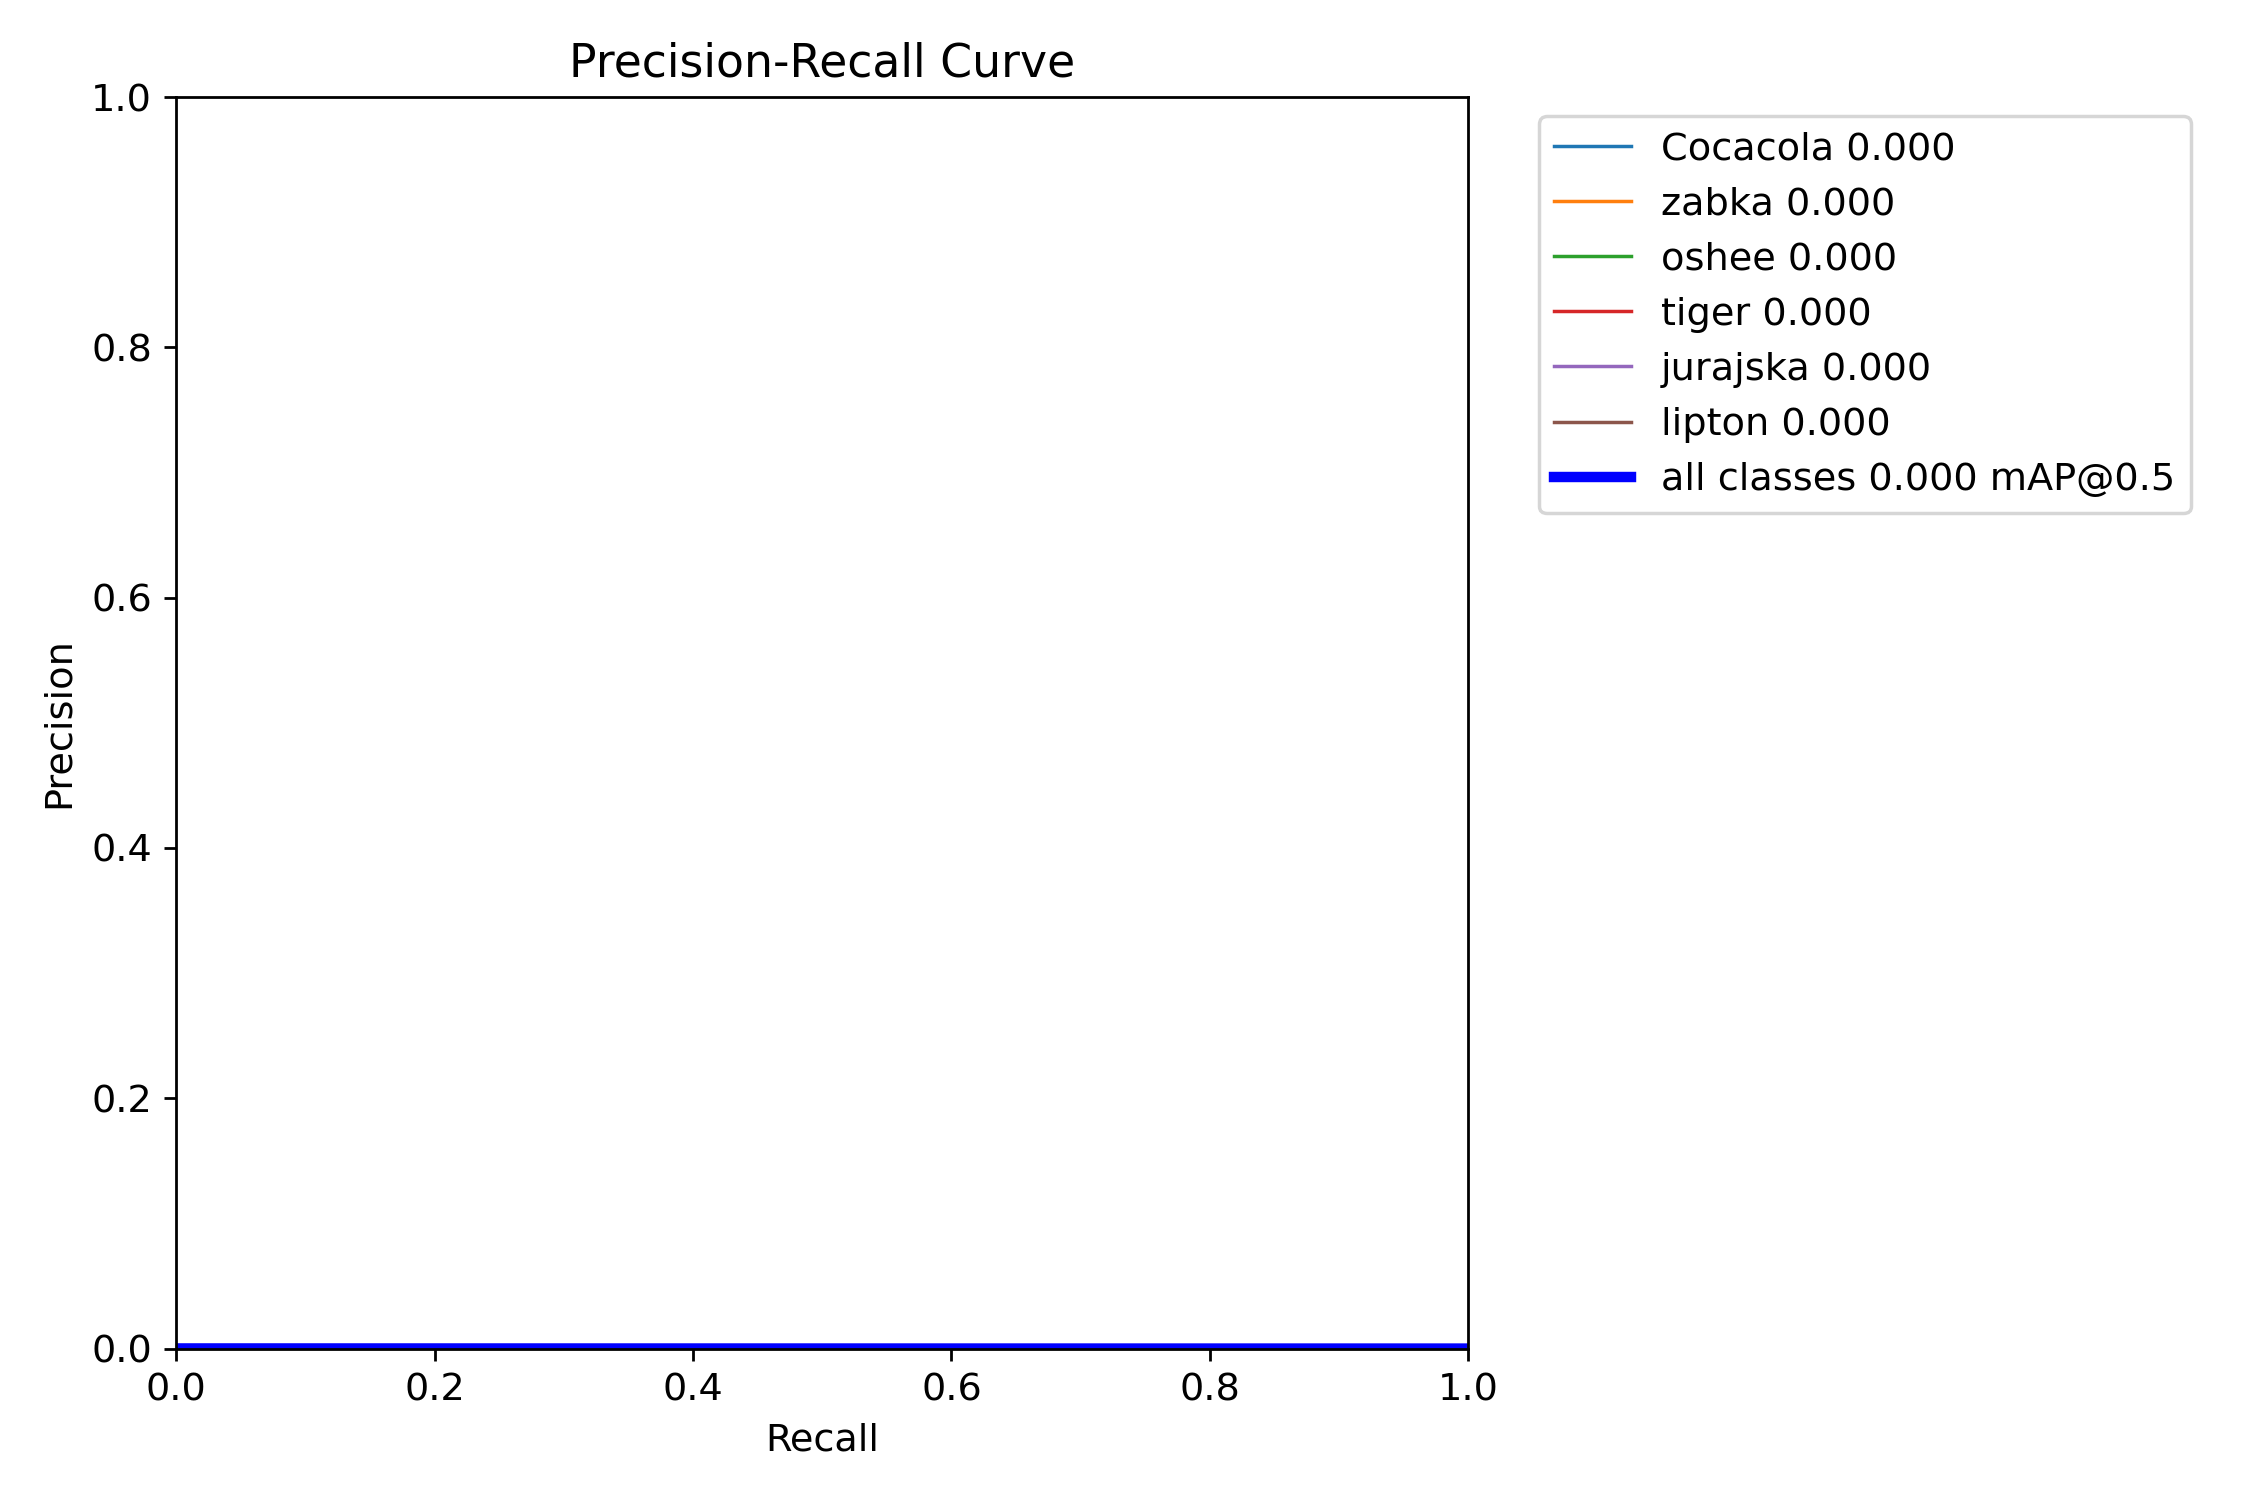 Precision-Recall Curve
1.0
0.8
0.6
0.4
0.2
0.0
Precision
0.0 0.2 0.4 0.6 0.8 1.0
Recall
Cocacola 0.000
zabka 0.000
oshee 0.000
tiger 0.000
jurajska 0.000
lipton 0.000
all classes 0.000 mAP@0.5